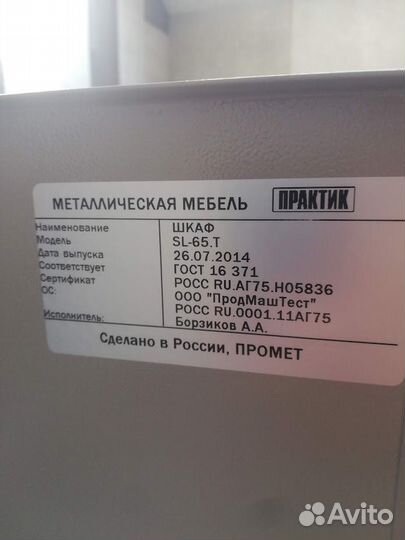 МЕТАЛЛИЧЕСКАЯ МЕБЕЛЬ ПРАКТИК
Наименование ШКАФ
Модель SL-65.T
Дата выпуска 26.07.2014
Соответствует ГОСТ 16 371
Сертификат РОСС RU.АГ75.Н05836
ОС: ООО "ПродМашТест"
РОСС RU.0001.11АГ75
Исполнитель: Борзиков А.А.
Сделано в России, ПРОМЕТ
Avito